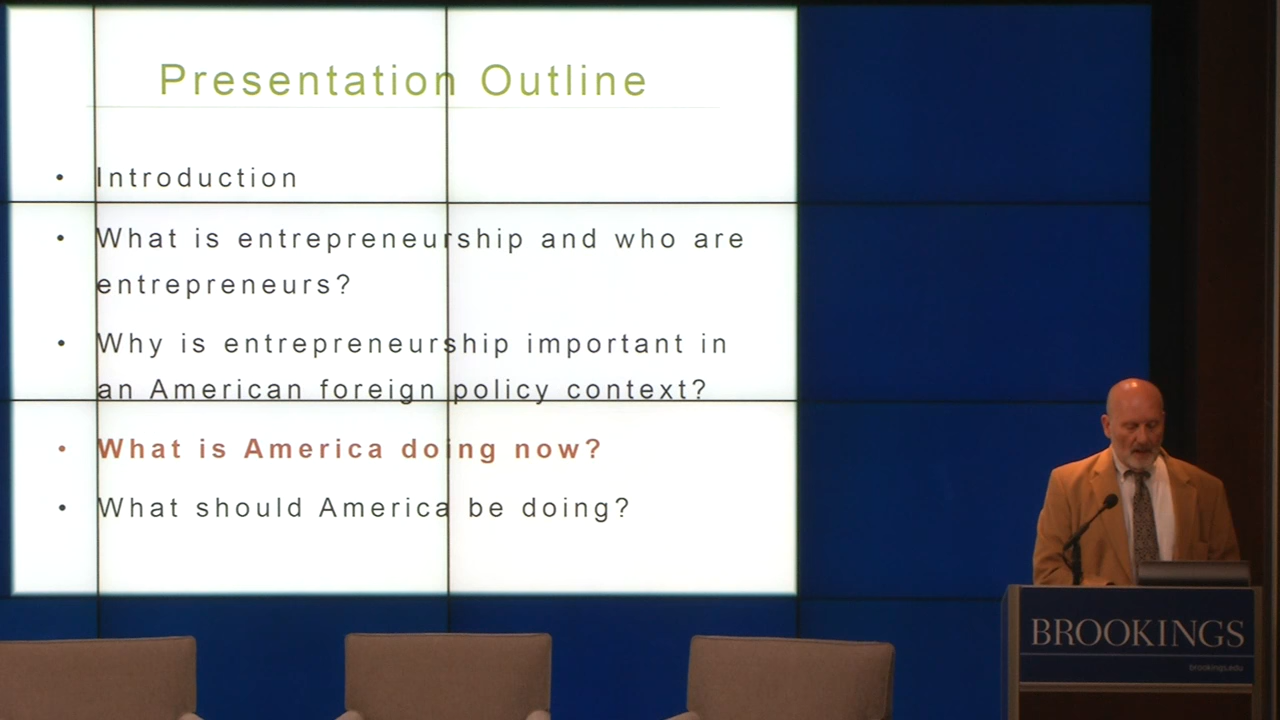 Presentation Outline
• Introduction
• What is entrepreneurship and who are
entrepreneurs?
• Why is entrepreneurship important in
an American foreign policy context?
• What is America doing now?
• What should America be doing?
BROOKINGS
brookings.edu